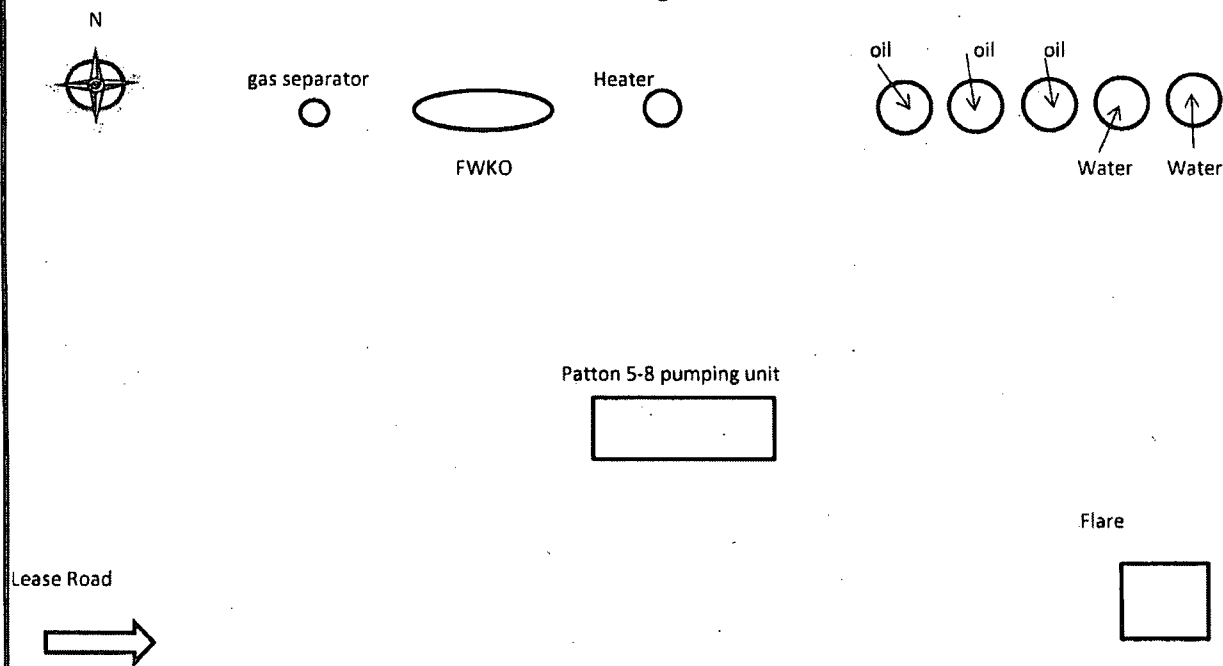 N
gas separator
Heater
oil
oil
oil
FWKO
Water
Water
Patton 5-8 pumping unit
Flare
Lease Road